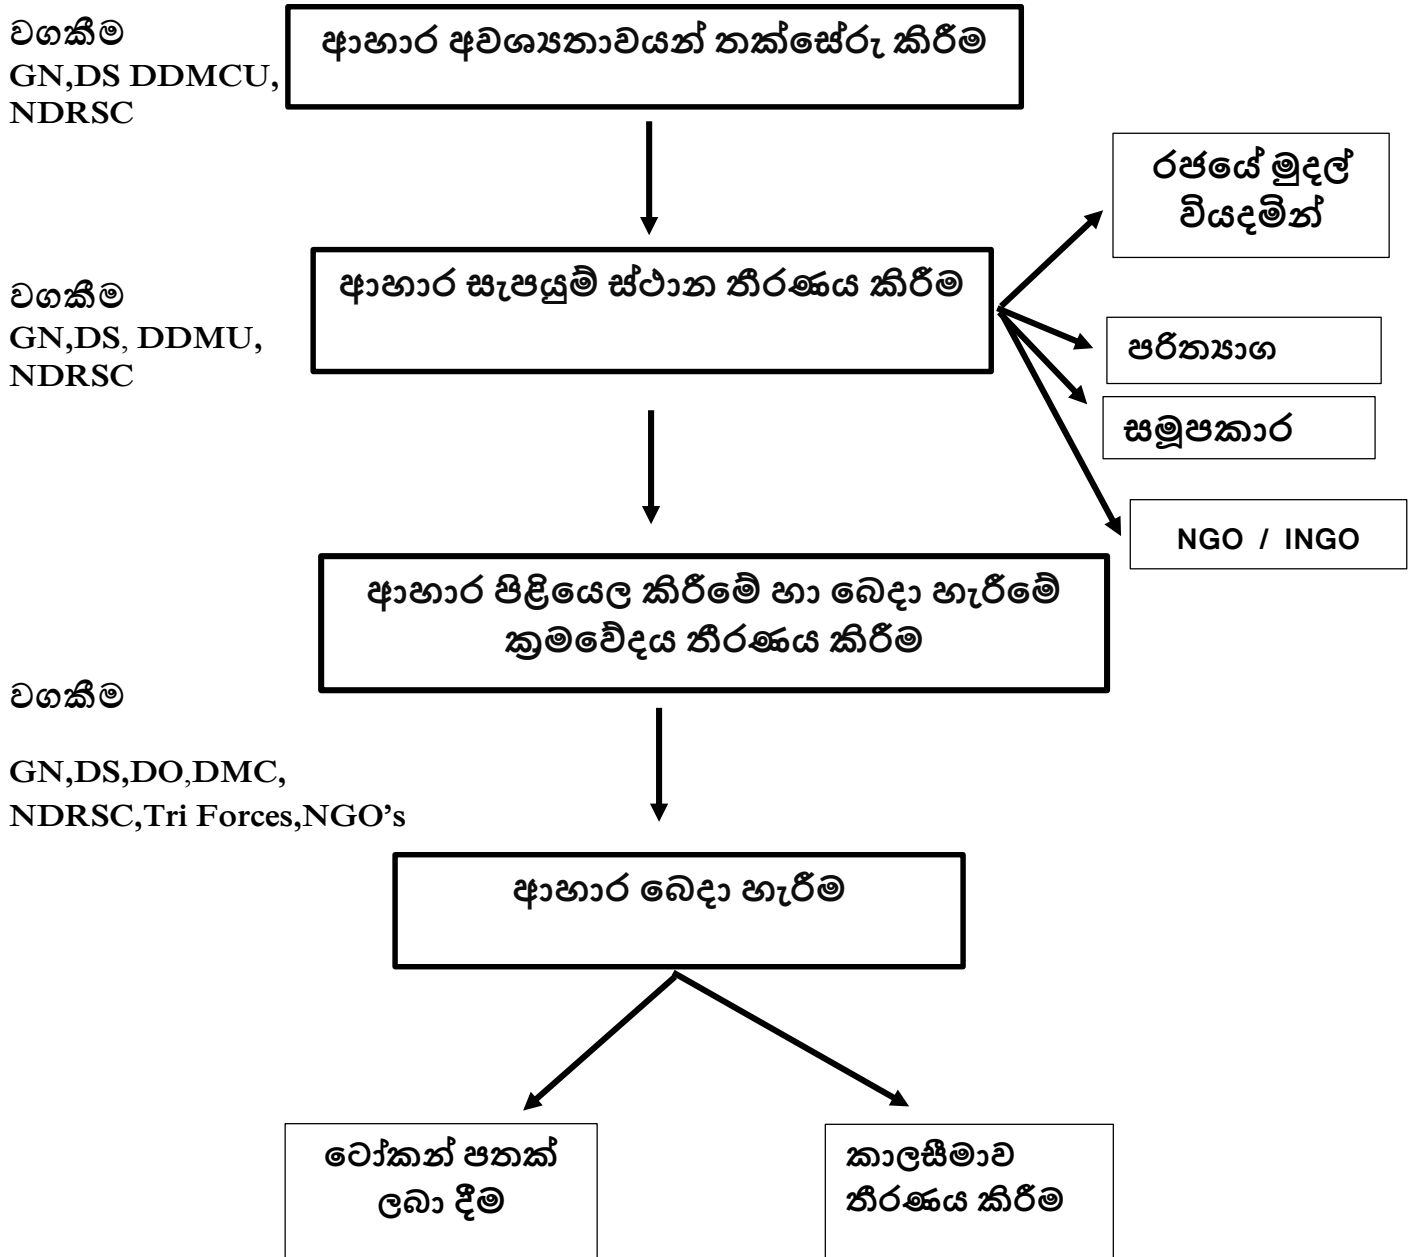 වගකීම
GN,DS DDMCU,
NDRSC
ආහාර අවශ්‍යතාවයන් තක්සේරු කිරීම
රජයේ මුදල්
වියදමින්
වගකීම
GN,DS, DDMU,
NDRSC
ආහාර සැපයුම් ස්ථාන තීරණය කිරීම
පරිත්‍යාග
සමූපකාර
NGO / INGO
ආහාර පිළියෙල කිරීමේ හා බෙදා හැරීමේ
ක්‍රමවේදය තීරණය කිරීම
වගකීම
GN,DS,DO,DMC,
NDRSC,Tri Forces,NGO’s
ආහාර බෙදා හැරීම
ටෝකන් පතක්
ලබා දීම
කාලසීමාව
තීරණය කිරීම